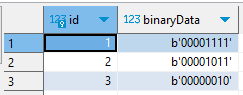 123 id 123 binaryData
1 1 b'00001111'
2 2 b'00001011'
3 3 b'00000010'